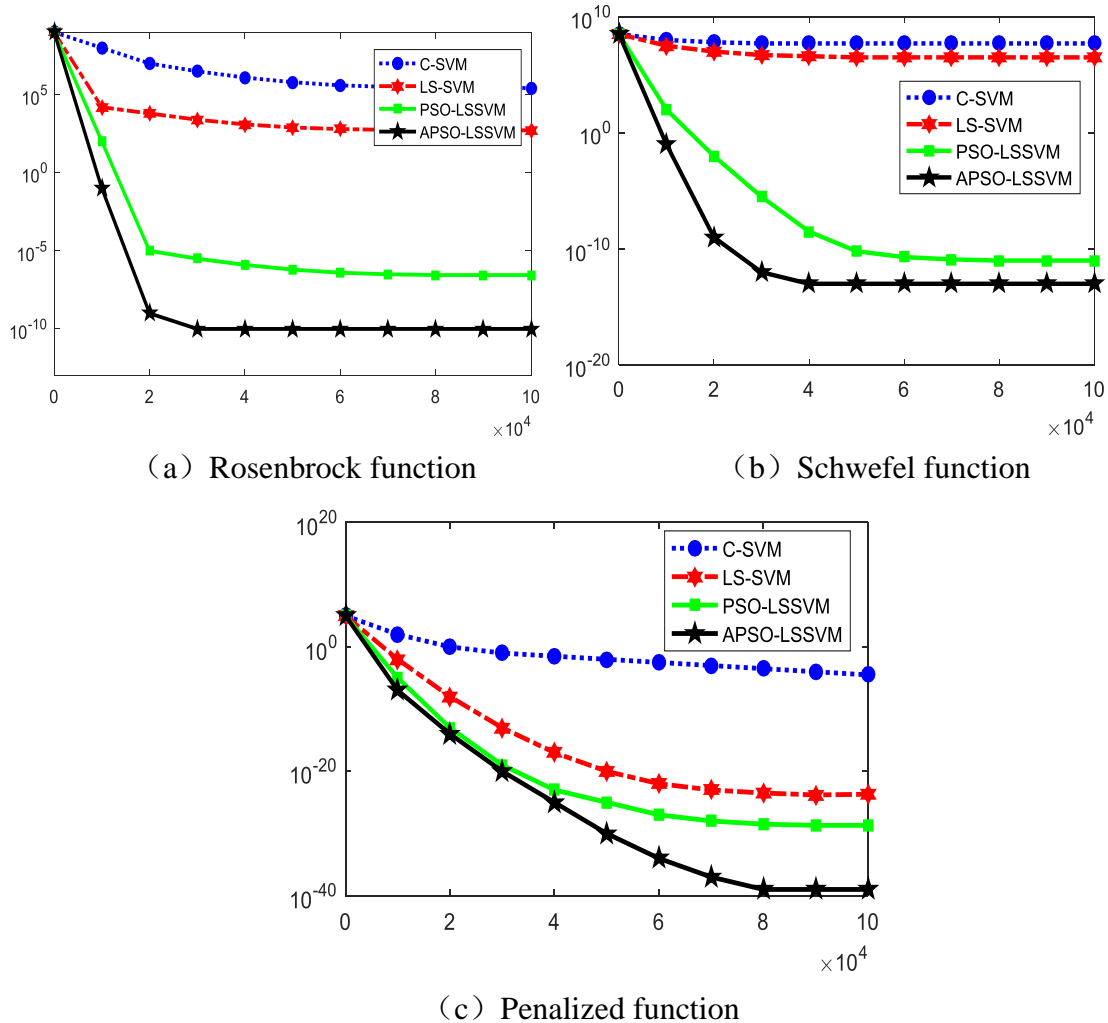 10^5
10^0
10^-5
10^-10
0 2 4 6 8 10
×10^4
C-SVM
LS-SVM
PSO-LSSVM
APSO-LSSVM
（a）Rosenbrock function
10^10
10^0
10^-10
10^-20
0 2 4 6 8 10
×10^4
C-SVM
LS-SVM
PSO-LSSVM
APSO-LSSVM
（b）Schwefel function
10^20
10^0
10^-20
10^-40
0 2 4 6 8 10
×10^4
C-SVM
LS-SVM
PSO-LSSVM
APSO-LSSVM
（c）Penalized function